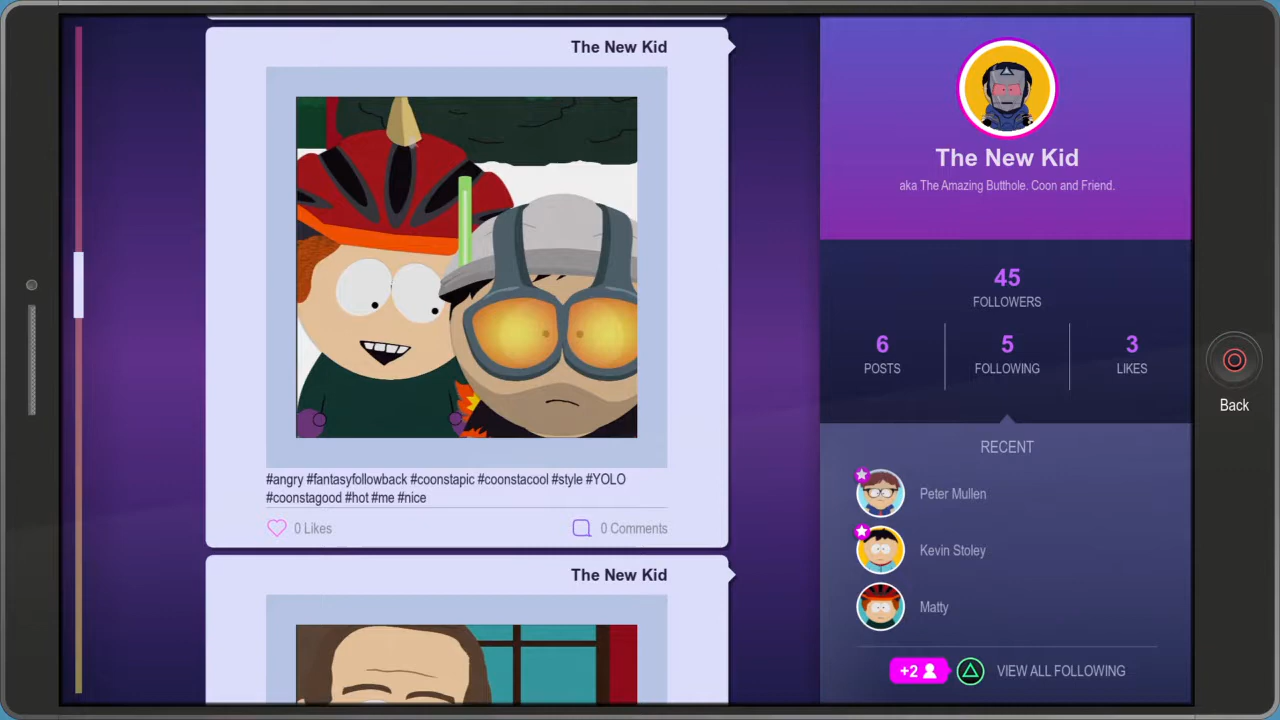 The New Kid
#angry #fantasyfollowback #coonstapic #coonstacool #style #YOLO
#coonstagood #hot #me #nice
0 Likes
0 Comments
The New Kid
The New Kid
aka The Amazing Butthole. Coon and Friend.
45
FOLLOWERS
6
POSTS
5
FOLLOWING
3
LIKES
RECENT
Peter Mullen
Kevin Stoley
Matty
+2
VIEW ALL FOLLOWING
Back